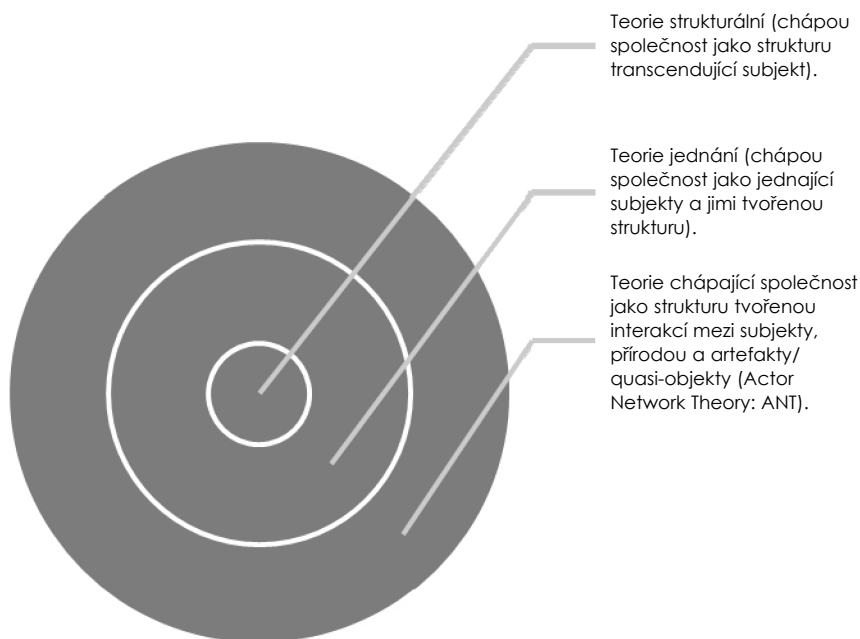 Teorie strukturální (chápou
společnost jako strukturu
transcendující subjekt).
Teorie jednání (chápou
společnost jako jednající
subjekty a jimi tvořenou
strukturu).
Teorie chápající společnost
jako strukturu tvořenou
interakcí mezi subjekty,
přírodou a artefakty/
quasi-objekty (Actor
Network Theory: ANT).